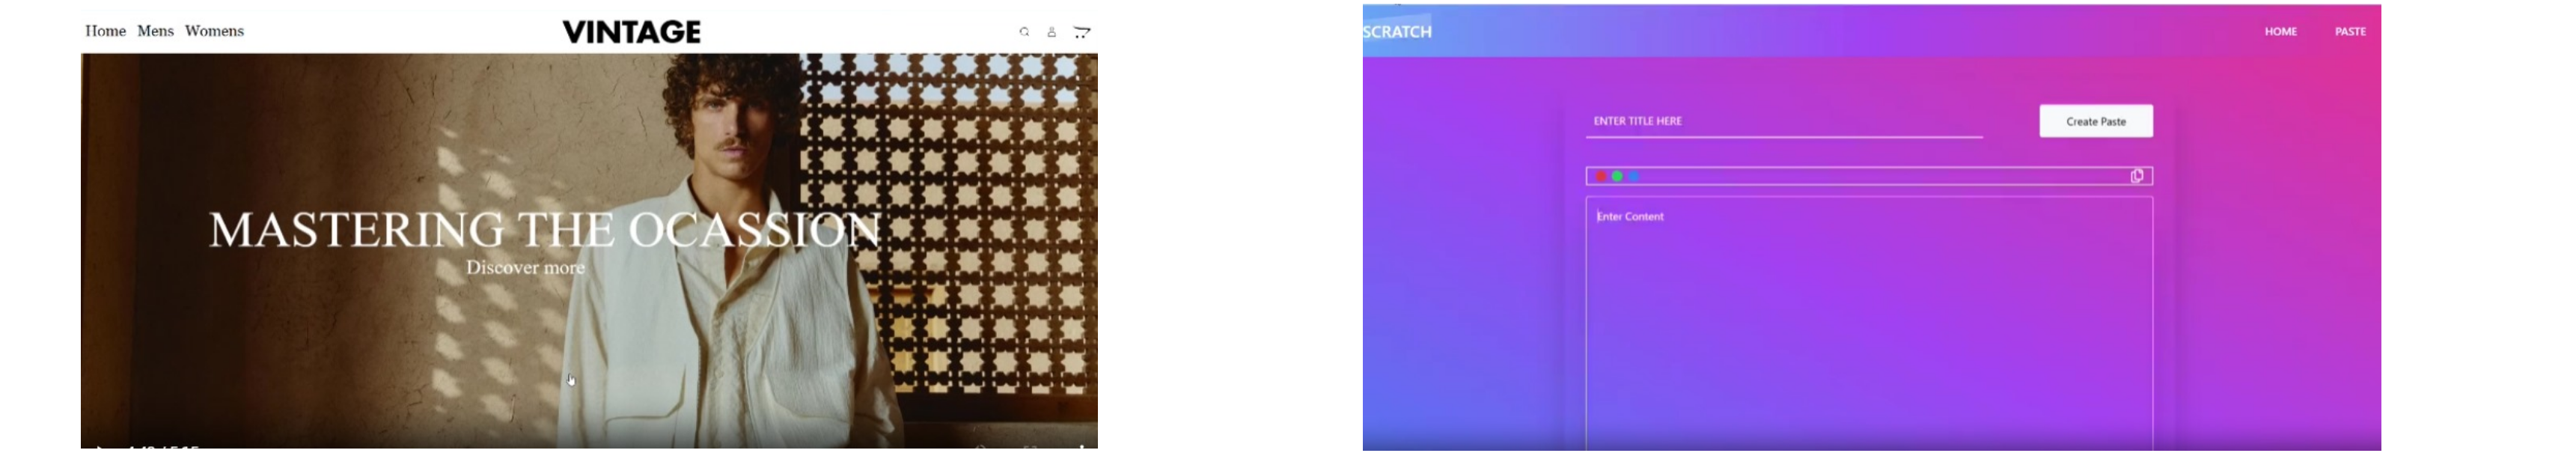 Home Mens Womens
VINTAGE
MASTERING THE OCASSION
Discover more
SCRATCH
HOME PASTE
ENTER TITLE HERE
Create Paste
Enter Content